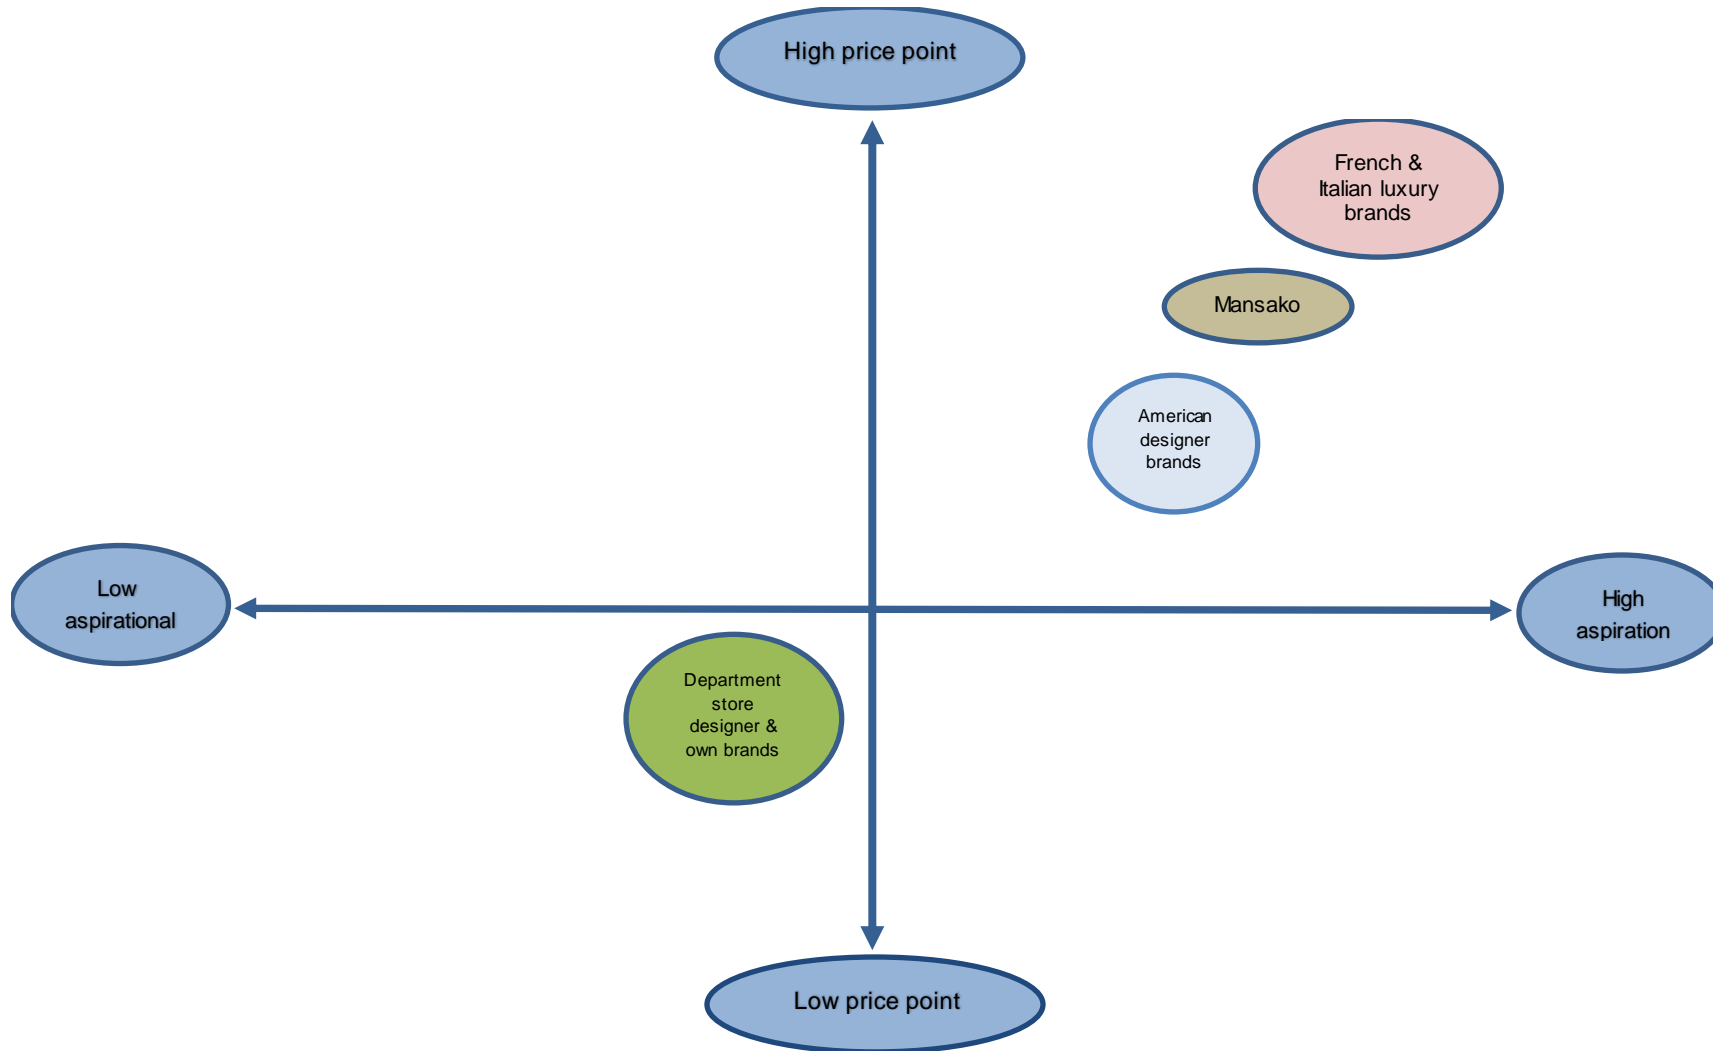 High price point
French &
Italian luxury
brands
Mansako
American
designer
brands
Low
aspirational
High
aspiration
Department
store
designer &
own brands
Low price point